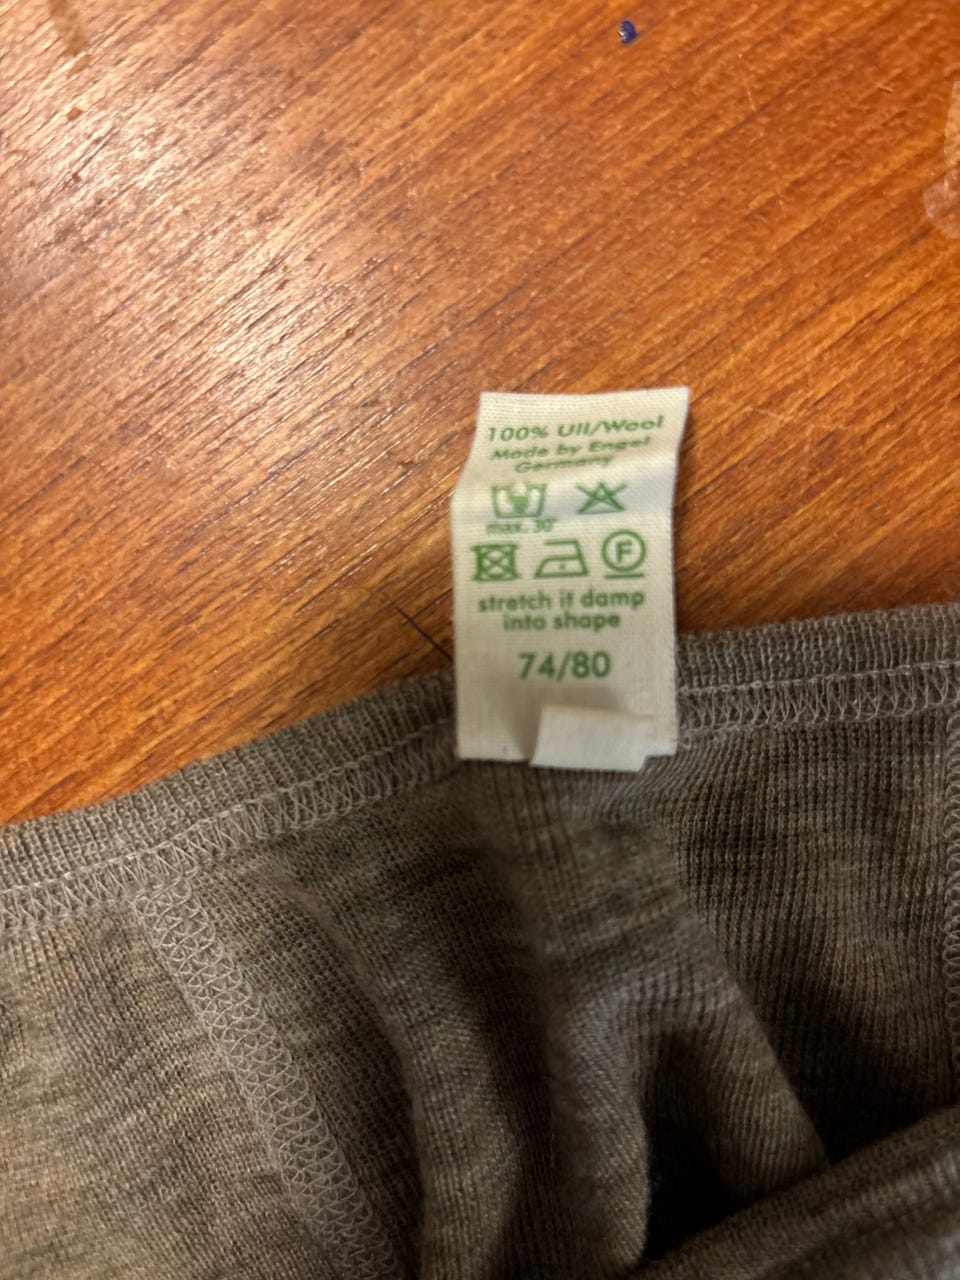 100% Ull/Wool
Made by Engel
Germany
max. 30°
F
stretch it damp
into shape
74/80